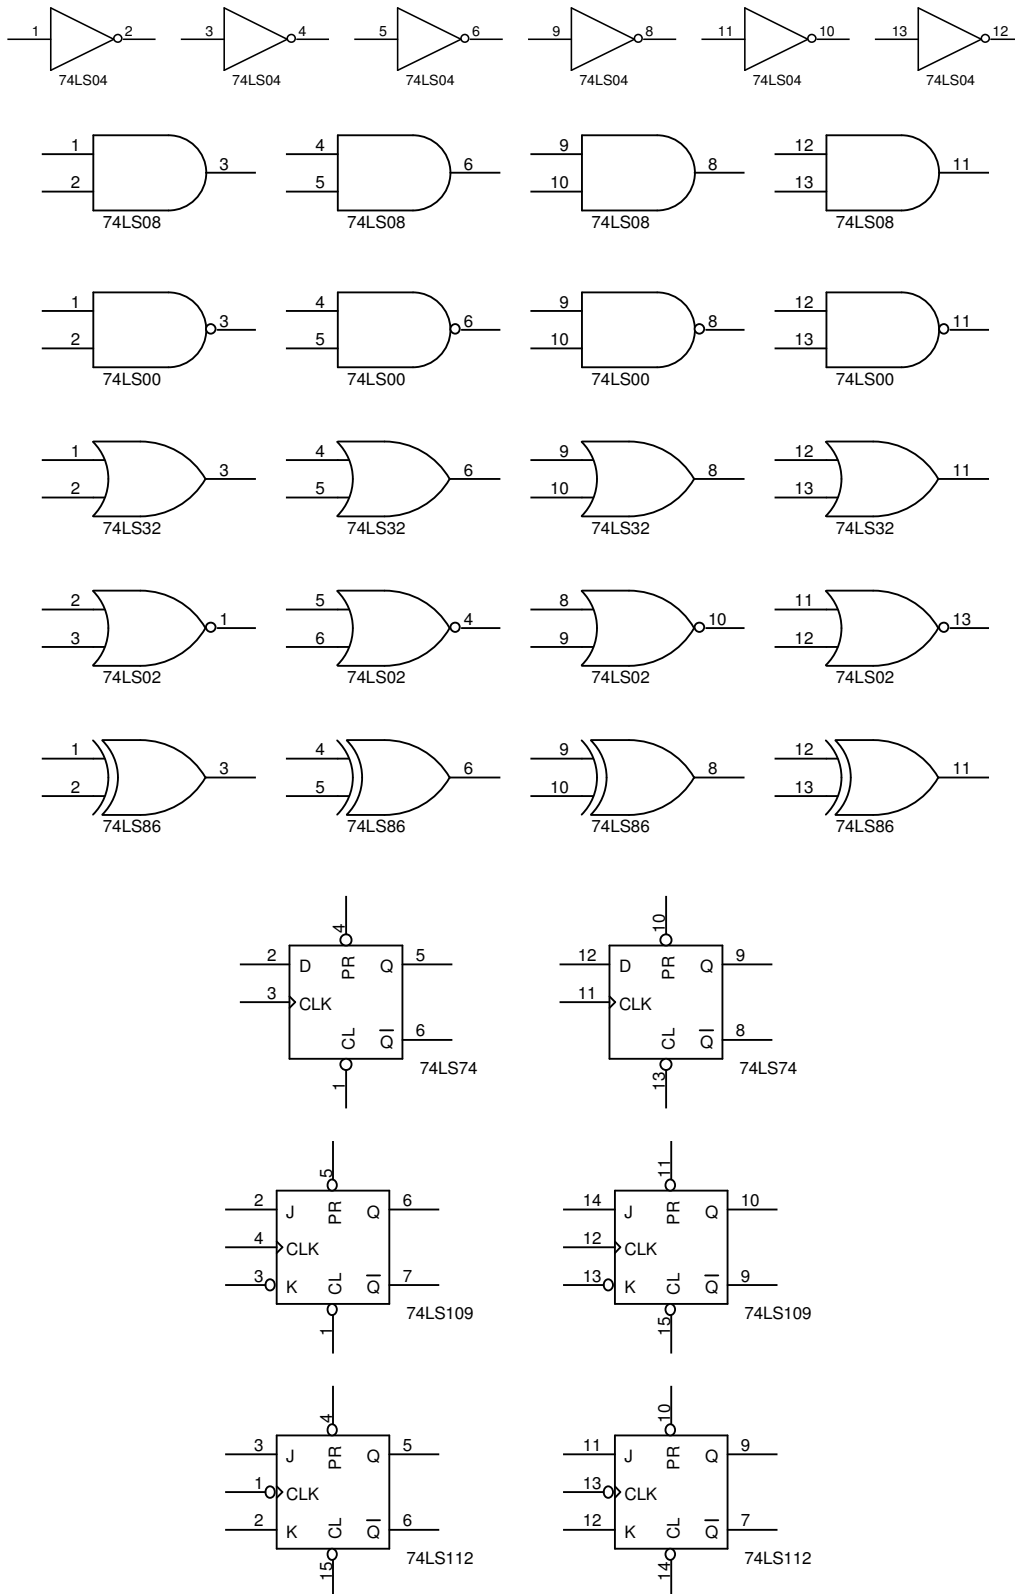 1 2 3 4 5 6 9 8 11 10 13 12
74LS04 74LS04 74LS04 74LS04 74LS04 74LS04
1 4 9 12
3 6 8 11
2 5 10 13
74LS08 74LS08 74LS08 74LS08
1 4 9 12
3 6 8 11
2 5 10 13
74LS00 74LS00 74LS00 74LS00
1 4 9 12
3 6 8 11
2 5 10 13
74LS32 74LS32 74LS32 74LS32
2 5 8 11
1 4 10 13
3 6 9 12
74LS02 74LS02 74LS02 74LS02
1 4 9 12
3 6 8 11
2 5 10 13
74LS86 74LS86 74LS86 74LS86
4 10
2 D PR Q 5 12 D PR Q 9
3 CLK 11 CLK
CL Q̅ 6 CL Q̅ 8
74LS74 74LS74
1 13
5 11
2 J PR Q 6 14 J PR Q 10
4 CLK 12 CLK
3 K CL Q̅ 7 13 K CL Q̅ 9
74LS109 74LS109
1 15
4 10
3 J PR Q 5 11 J PR Q 9
1 CLK 13 CLK
2 K CL Q̅ 6 12 K CL Q̅ 7
74LS112 74LS112
15 14